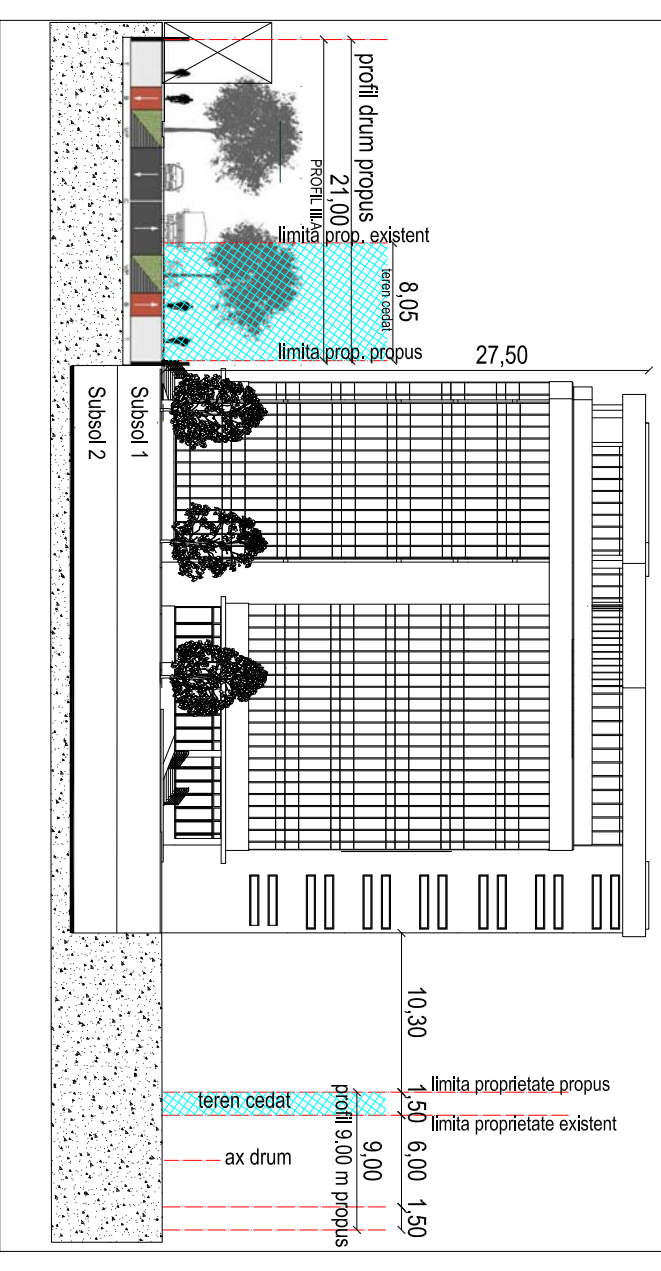 profil drum propus
21,00
PROFIL III.A
limita prop. existent
8,05
teren cedat
limita prop. propus
27,50
Subsol 1
Subsol 2
10,30
limita proprietate propus
1,50
teren cedat
limita proprietate existent
6,00
9,00
profil 9.00 m propus
ax drum
1,50